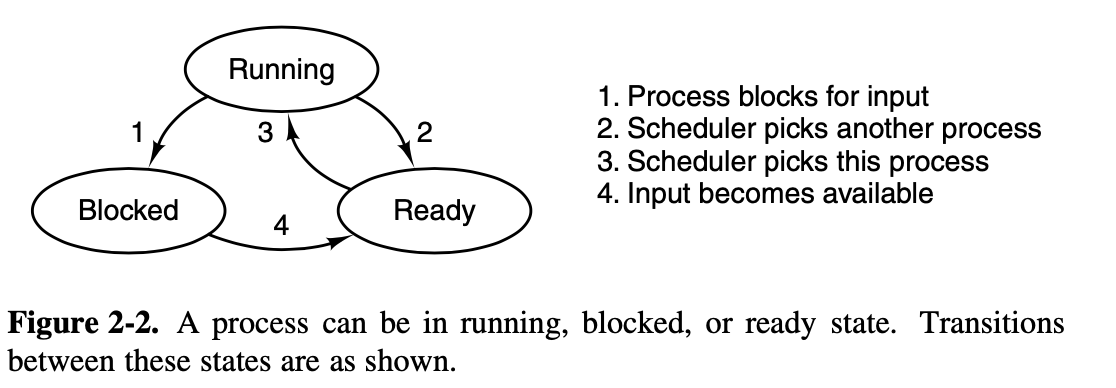 Running
1
3
2
Blocked
4
Ready
1. Process blocks for input
2. Scheduler picks another process
3. Scheduler picks this process
4. Input becomes available
Figure 2-2. A process can be in running, blocked, or ready state. Transitions
between these states are as shown.